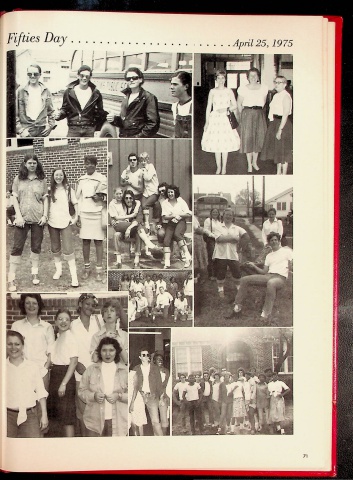 Fifties Day . . . . . . . . . . . . . . . . . . . . . . April 25, 1975